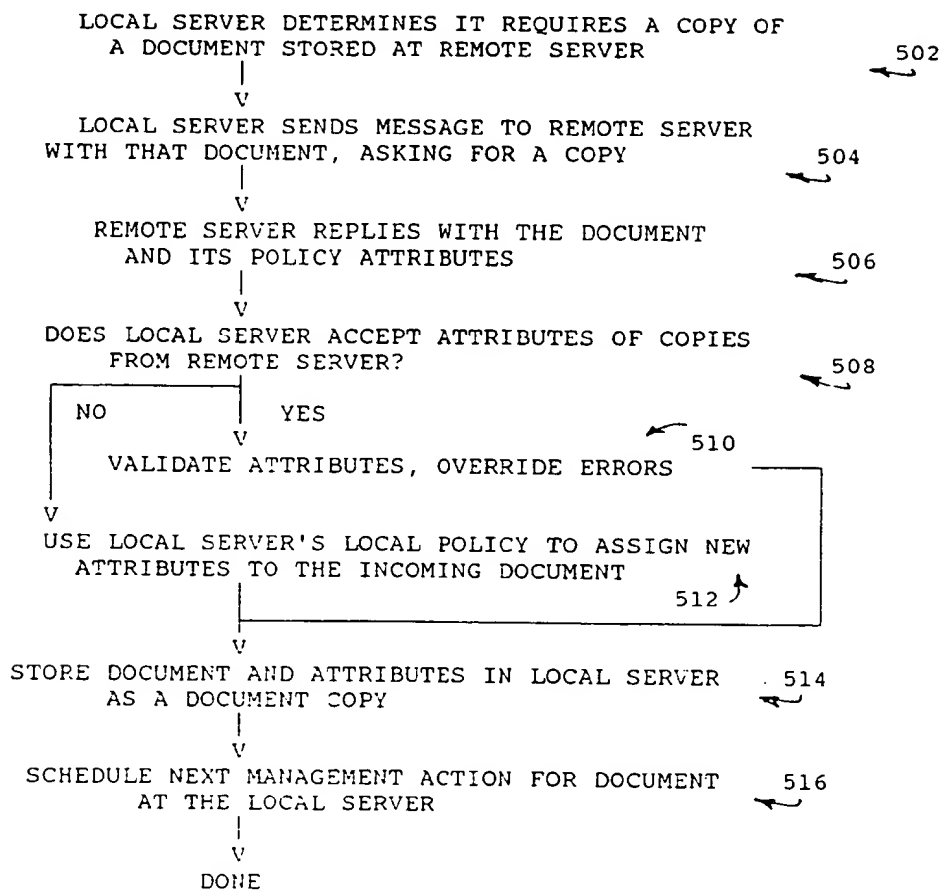 LOCAL SERVER DETERMINES IT REQUIRES A COPY OF
A DOCUMENT STORED AT REMOTE SERVER
502
V
LOCAL SERVER SENDS MESSAGE TO REMOTE SERVER
WITH THAT DOCUMENT, ASKING FOR A COPY
504
V
REMOTE SERVER REPLIES WITH THE DOCUMENT
AND ITS POLICY ATTRIBUTES
506
V
DOES LOCAL SERVER ACCEPT ATTRIBUTES OF COPIES
FROM REMOTE SERVER?
508
NO YES
V
510
VALIDATE ATTRIBUTES, OVERRIDE ERRORS
V
USE LOCAL SERVER'S LOCAL POLICY TO ASSIGN NEW
ATTRIBUTES TO THE INCOMING DOCUMENT
512
V
STORE DOCUMENT AND ATTRIBUTES IN LOCAL SERVER
AS A DOCUMENT COPY
514
V
SCHEDULE NEXT MANAGEMENT ACTION FOR DOCUMENT
AT THE LOCAL SERVER
516
V
DONE